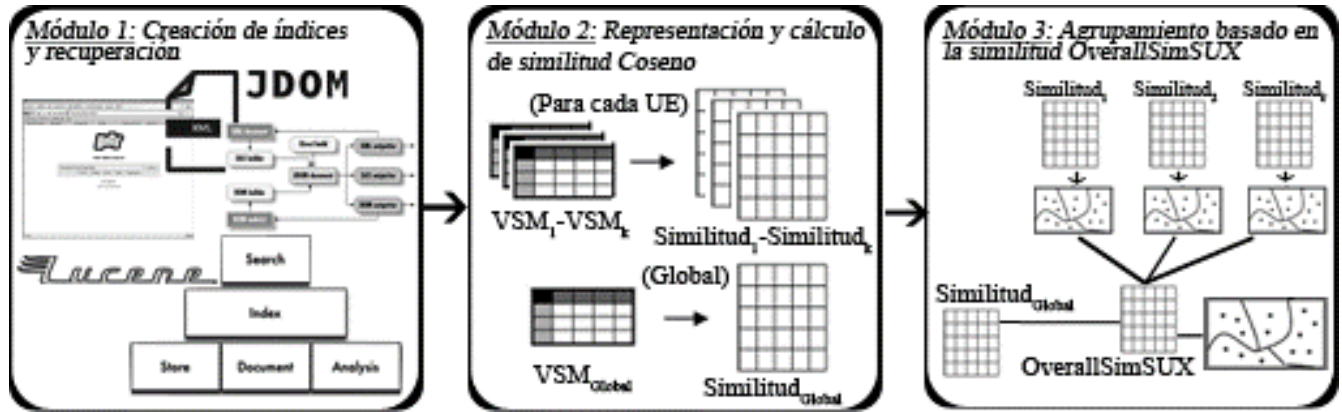 Módulo 1: Creación de índices
y recuperación
JDOM
XML
Lucene
Search
Index
Store
Document
Analysis
Módulo 2: Representación y cálculo
de similitud Coseno
(Para cada UE)
VSM1-VSMk
Similitud1-Similitudk
(Global)
VSMGlobal
SimilitudGlobal
Módulo 3: Agrupamiento basado en
la similitud OverallSimSUX
Similitud1
Similitud2
Similitudk
SimilitudGlobal
OverallSimSUX